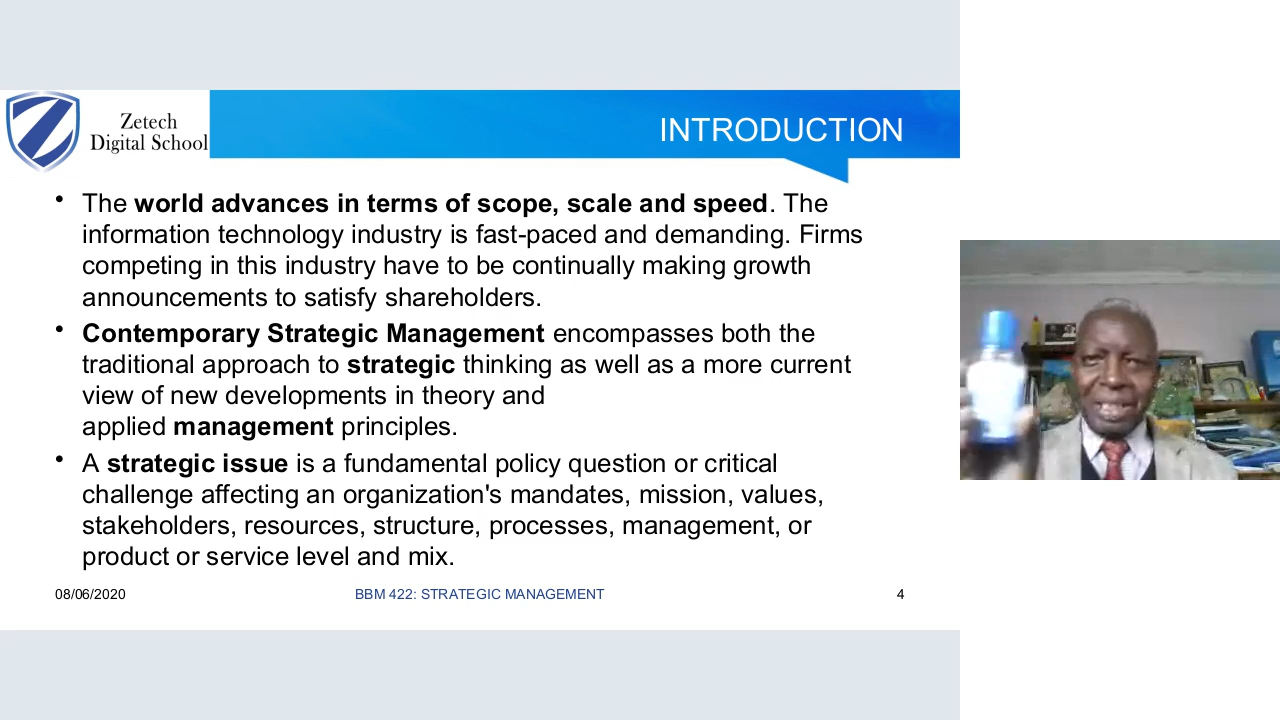 Zetech
Digital School
INTRODUCTION
• The world advances in terms of scope, scale and speed. The
information technology industry is fast-paced and demanding. Firms
competing in this industry have to be continually making growth
announcements to satisfy shareholders.
• Contemporary Strategic Management encompasses both the
traditional approach to strategic thinking as well as a more current
view of new developments in theory and
applied management principles.
• A strategic issue is a fundamental policy question or critical
challenge affecting an organization's mandates, mission, values,
stakeholders, resources, structure, processes, management, or
product or service level and mix.
08/06/2020 BBM 422: STRATEGIC MANAGEMENT 4